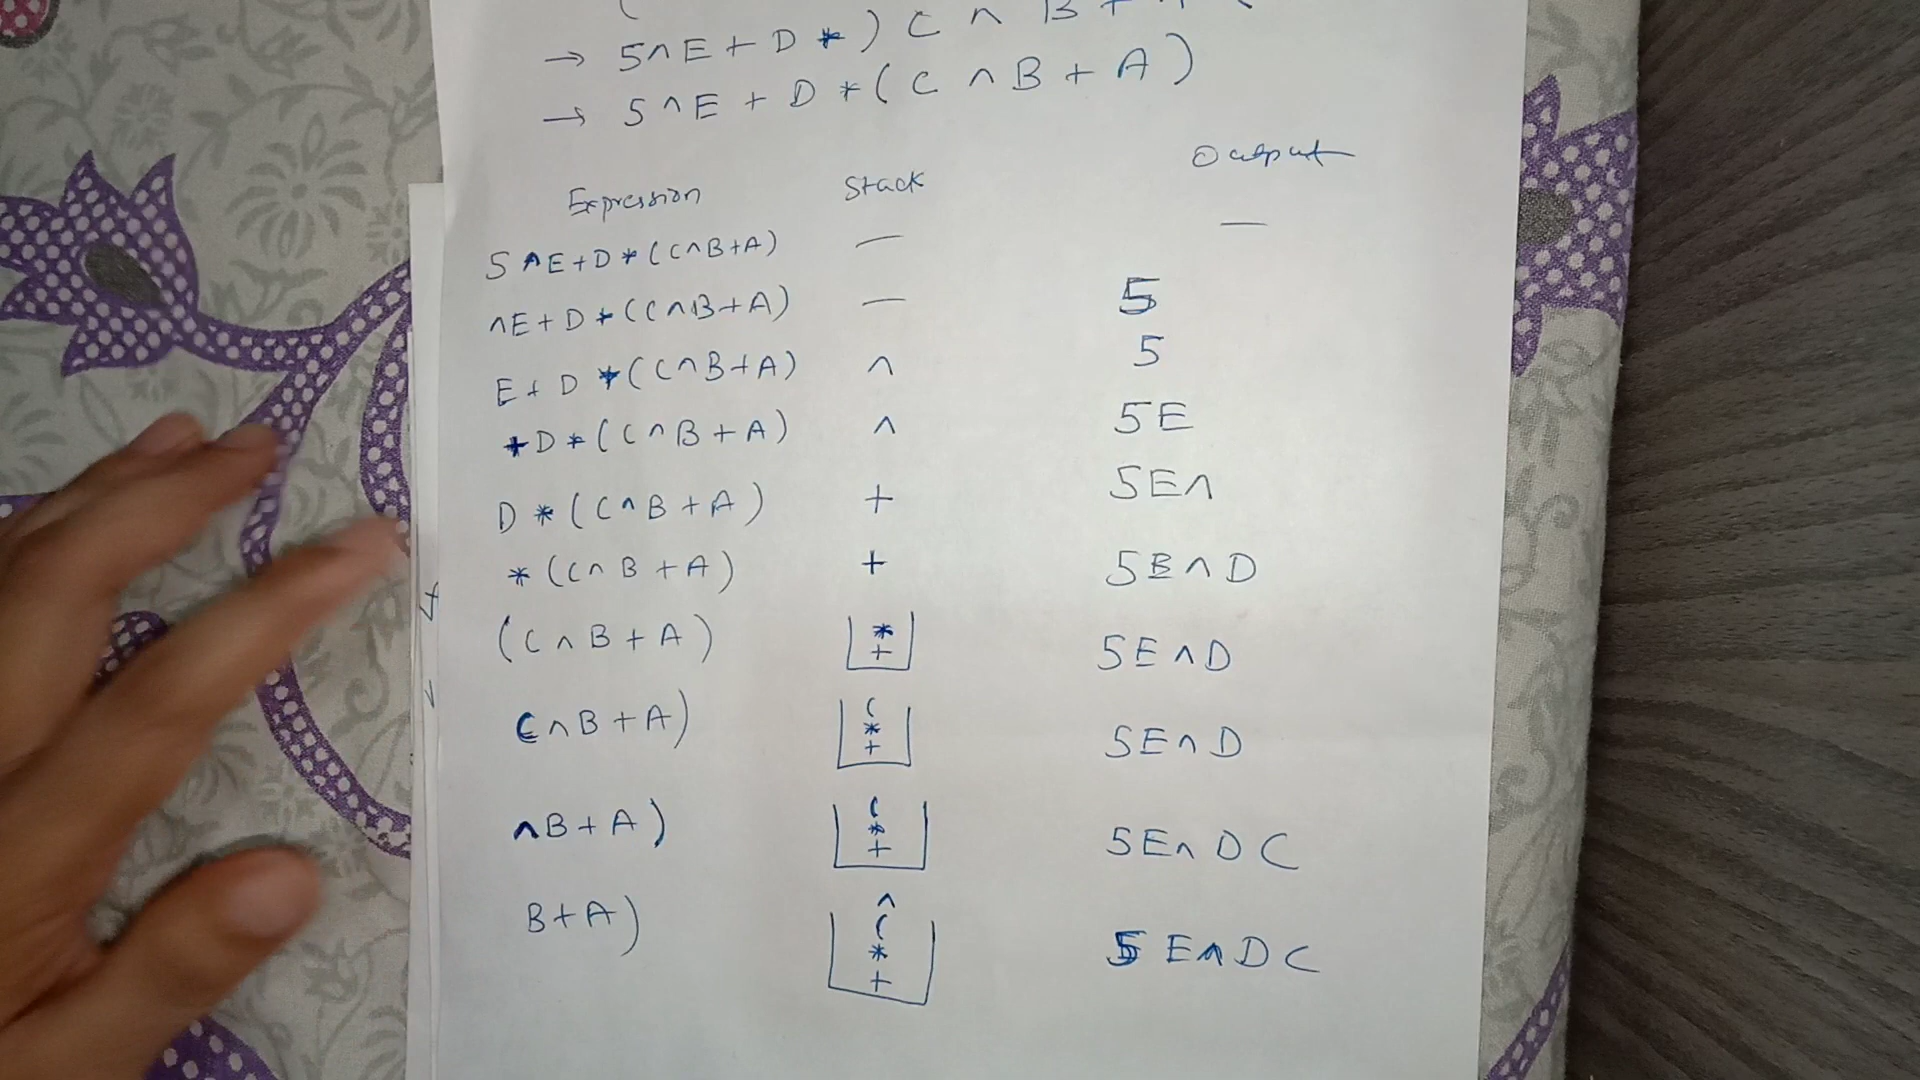 → 5^E+D*) C ^ B +
→ 5^E + D *( C ^ B + A )
Expression Stack Output
5^E+D*(C^B+A) — —
^E+D*(C^B+A) — 5
E+D*(C^B+A) ^ 5
+D*(C^B+A) ^ 5E
D*(C^B+A) + 5E^
*(C^B+A) + 5E^D
(C^B+A) * + 5E^D
C^B+A) ( * + 5E^D
^B+A) ( * + 5E^DC
B+A) ^ ( * + 5E^DC